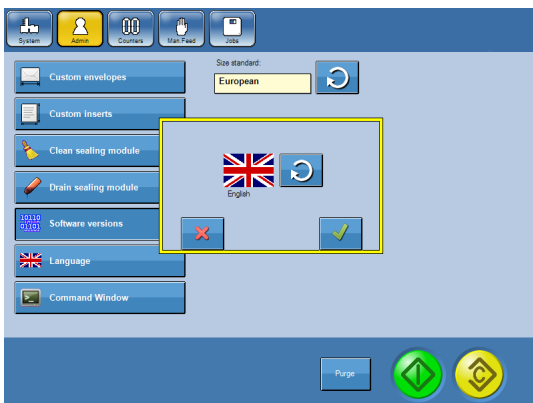 System
Admin
00
Counters
Man.Feed
Jobs
Custom envelopes
Custom inserts
Clean sealing module
Drain sealing module
10110
01101
Software versions
Language
>_
Command Window
Size standard:
European
English
Purge
C